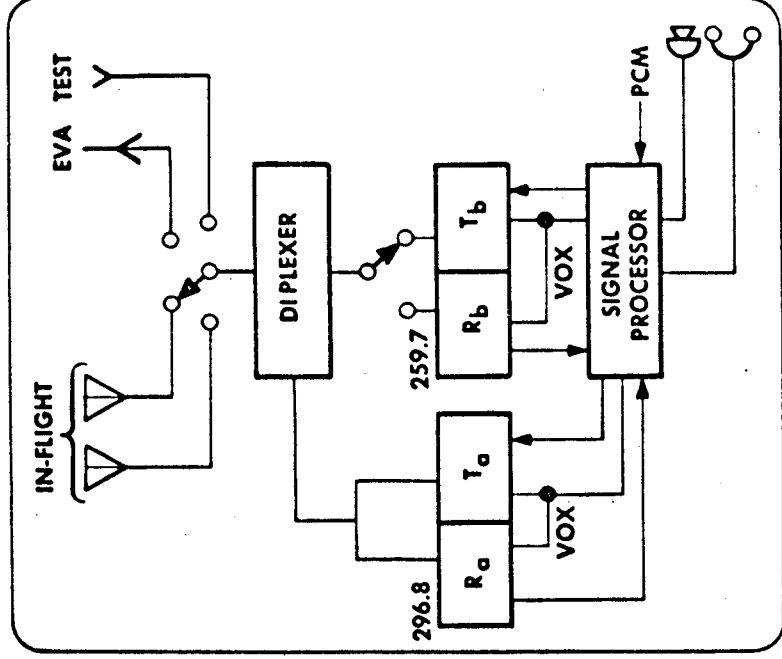 IN-FLIGHT
EVA
TEST
DIPLEXER
296.8
259.7
Ra
Ta
Rb
Tb
VOX
VOX
PCM
SIGNAL
PROCESSOR